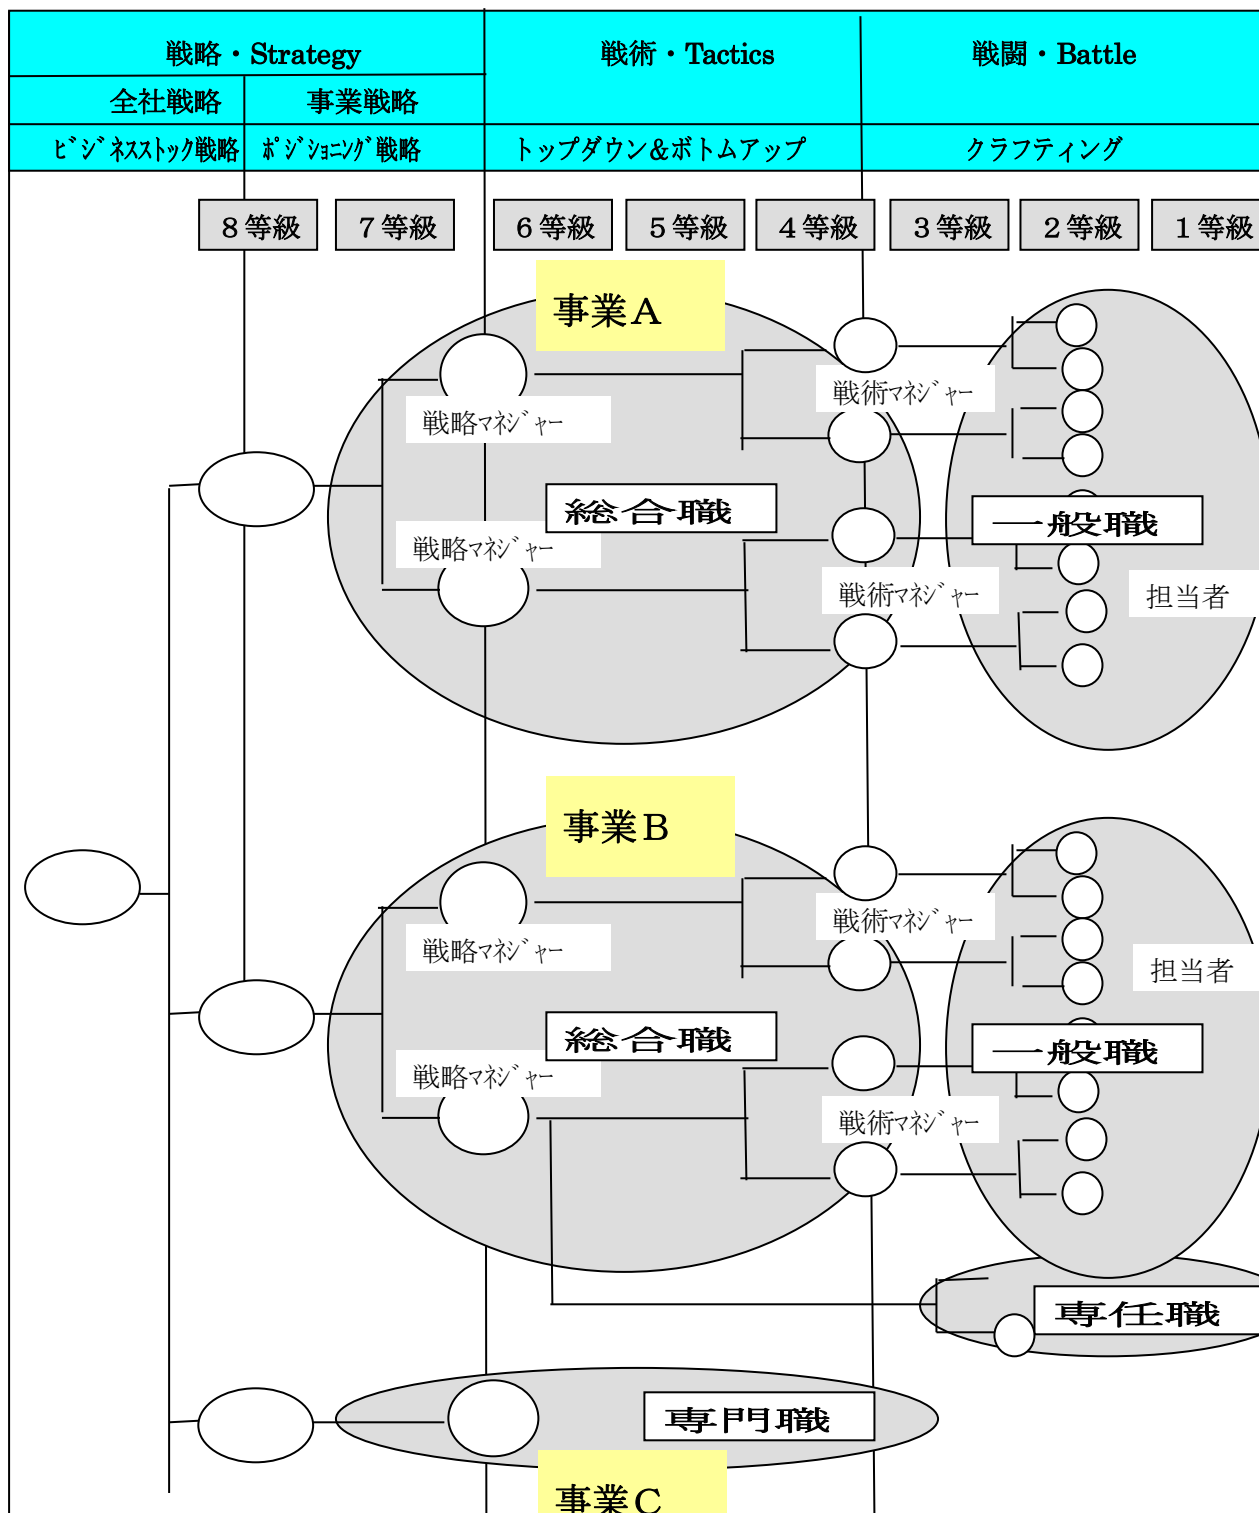 戦略・Strategy
戦術・Tactics
戦闘・Battle
全社戦略
事業戦略
ﾋﾞｼﾞﾈｽストック戦略
ﾎﾟｼﾞｼｮﾆﾝｸﾞ戦略
トップダウン＆ボトムアップ
クラフティング
８等級
７等級
６等級
５等級
４等級
３等級
２等級
１等級
事業A
戦術ﾏﾈｼﾞｬｰ
戦略ﾏﾈｼﾞｬｰ
総合職
一般職
戦略ﾏﾈｼﾞｬｰ
戦術ﾏﾈｼﾞｬｰ
担当者
事業B
戦術ﾏﾈｼﾞｬｰ
戦略ﾏﾈｼﾞｬｰ
担当者
総合職
一般職
戦略ﾏﾈｼﾞｬｰ
戦術ﾏﾈｼﾞｬｰ
専任職
専門職
事業C